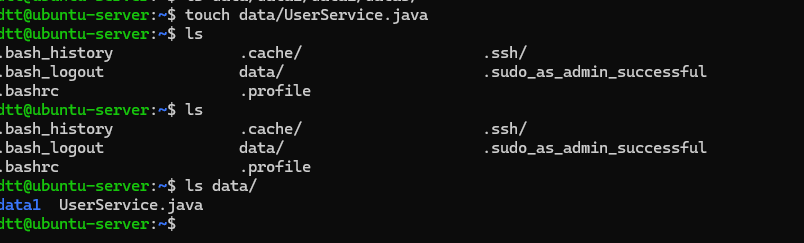 dtt@ubuntu-server:~$ touch data/UserService.java
dtt@ubuntu-server:~$ ls
.bash_history .cache/ .ssh/
.bash_logout data/ .sudo_as_admin_successful
.bashrc .profile
dtt@ubuntu-server:~$ ls
.bash_history .cache/ .ssh/
.bash_logout data/ .sudo_as_admin_successful
.bashrc .profile
dtt@ubuntu-server:~$ ls data/
data1 UserService.java
dtt@ubuntu-server:~$